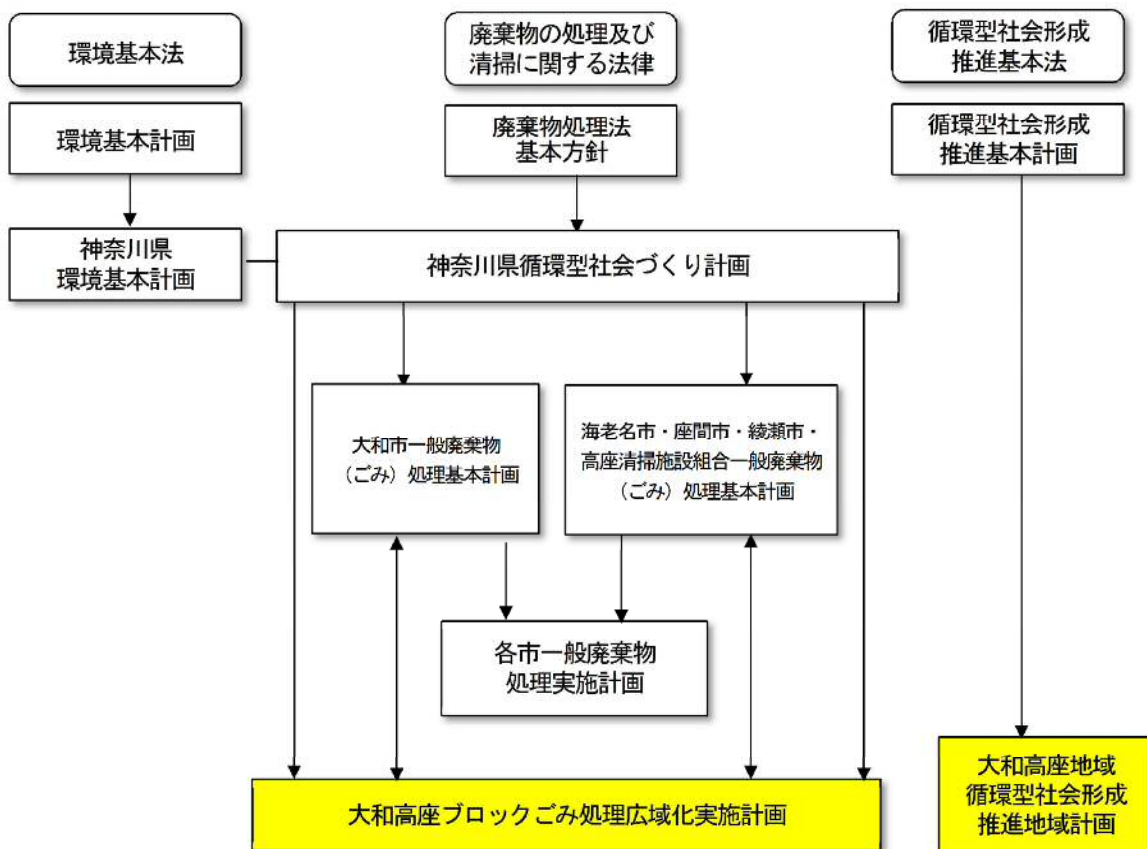 環境基本法
廃棄物の処理及び
清掃に関する法律
循環型社会形成
推進基本法
環境基本計画
廃棄物処理法
基本方針
循環型社会形成
推進基本計画
神奈川県
環境基本計画
神奈川県循環型社会づくり計画
大和市一般廃棄物
（ごみ）処理基本計画
海老名市・座間市・綾瀬市・
高座清掃施設組合一般廃棄物
（ごみ）処理基本計画
各市一般廃棄物
処理実施計画
大和高座ブロックごみ処理広域化実施計画
大和高座地域
循環型社会形成
推進地域計画